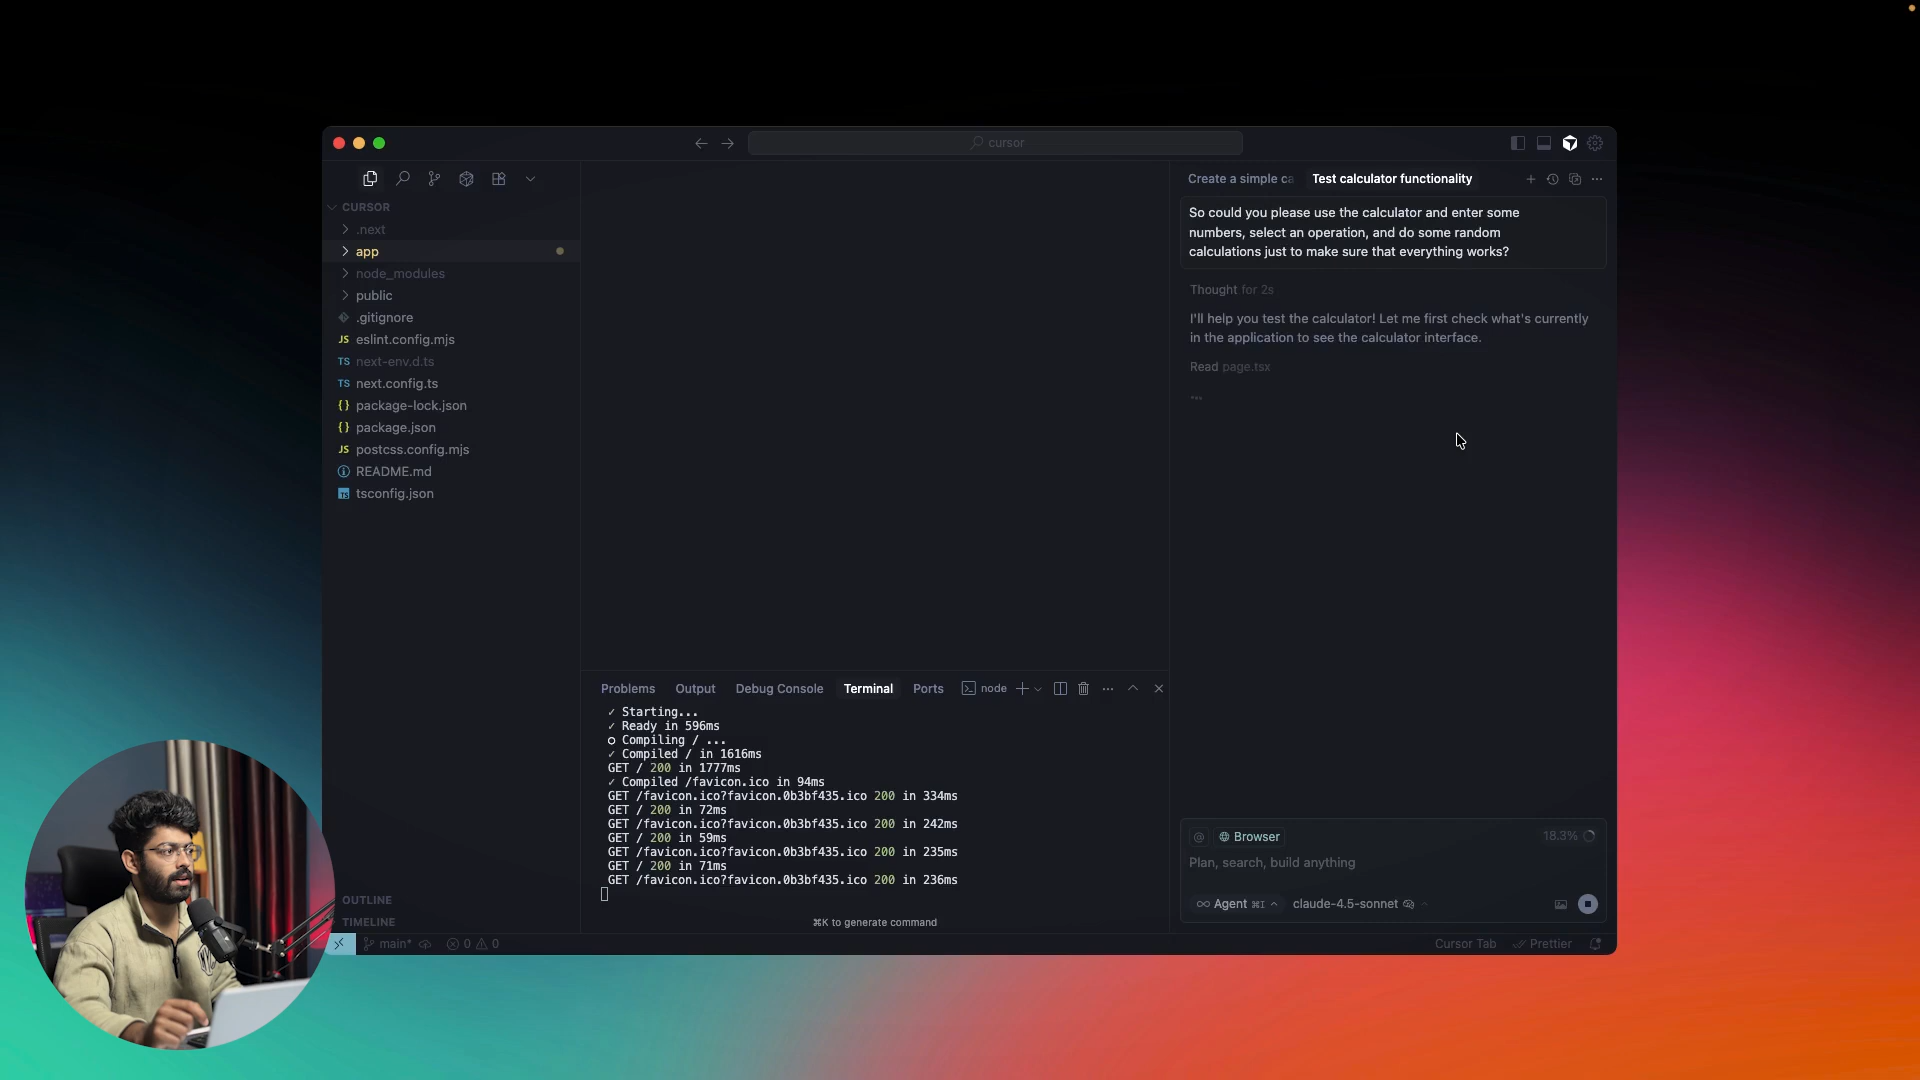 cursor
CURSOR
.next
app
node_modules
public
.gitignore
JS eslint.config.mjs
TS next-env.d.ts
TS next.config.ts
{} package-lock.json
{} package.json
JS postcss.config.mjs
README.md
TS tsconfig.json
OUTLINE
TIMELINE
Problems Output Debug Console Terminal Ports node
✓ Starting...
✓ Ready in 596ms
○ Compiling / ...
✓ Compiled / in 1616ms
GET / 200 in 1777ms
✓ Compiled /favicon.ico in 94ms
GET /favicon.ico?favicon.0b3bf435.ico 200 in 334ms
GET / 200 in 72ms
GET /favicon.ico?favicon.0b3bf435.ico 200 in 242ms
GET / 200 in 59ms
GET /favicon.ico?favicon.0b3bf435.ico 200 in 235ms
GET / 200 in 71ms
GET /favicon.ico?favicon.0b3bf435.ico 200 in 236ms
⌘K to generate command
Create a simple ca Test calculator functionality
So could you please use the calculator and enter some
numbers, select an operation, and do some random
calculations just to make sure that everything works?
Thought for 2s
I'll help you test the calculator! Let me first check what's currently
in the application to see the calculator interface.
Read page.tsx
@ Browser 18.3%
Plan, search, build anything
∞ Agent ⌘I claude-4.5-sonnet
main* 0 0 Cursor Tab Prettier